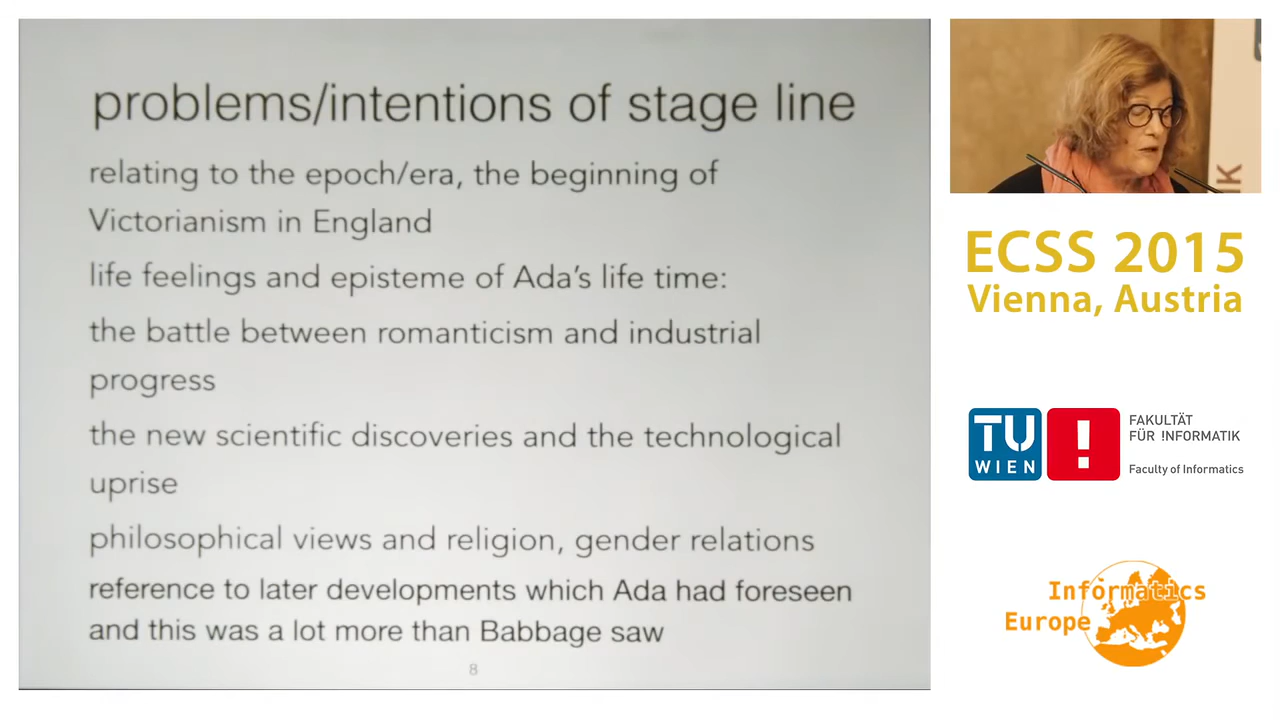 problems/intentions of stage line
relating to the epoch/era, the beginning of
Victorianism in England
life feelings and episteme of Ada’s life time:
the battle between romanticism and industrial
progress
the new scientific discoveries and the technological
uprise
philosophical views and religion, gender relations
reference to later developments which Ada had foreseen
and this was a lot more than Babbage saw
8
IK
ECSS 2015
Vienna, Austria
TU
WIEN
!
FAKULTÄT
FÜR !NFORMATIK
Faculty of Informatics
Informatics
Europe